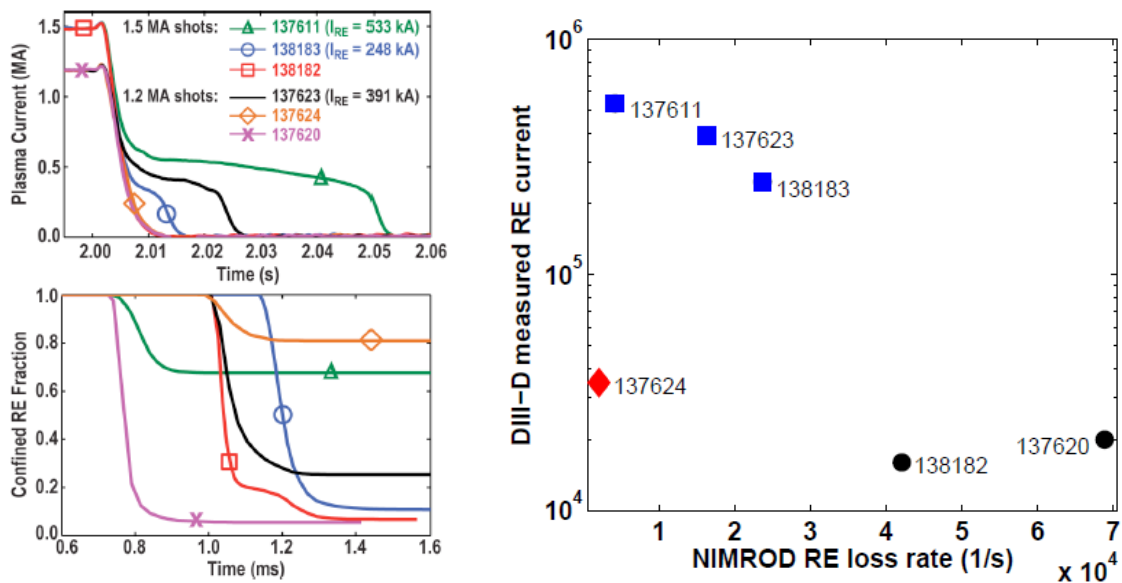 1.5 MA shots: 137611 (I_RE = 533 kA)
138183 (I_RE = 248 kA)
138182
1.2 MA shots: 137623 (I_RE = 391 kA)
137624
137620
Plasma Current (MA)
1.5
1.0
0.5
0.0
2.00 2.01 2.02 2.03 2.04 2.05 2.06
Time (s)
Confined RE Fraction
1.0
0.8
0.6
0.4
0.2
0.0
0.6 0.8 1.0 1.2 1.4 1.6
Time (ms)
DIII-D measured RE current
10^6
10^5
10^4
137611
137623
138183
137624
137620
138182
1 2 3 4 5 6 7
NIMROD RE loss rate (1/s)
x 10^4